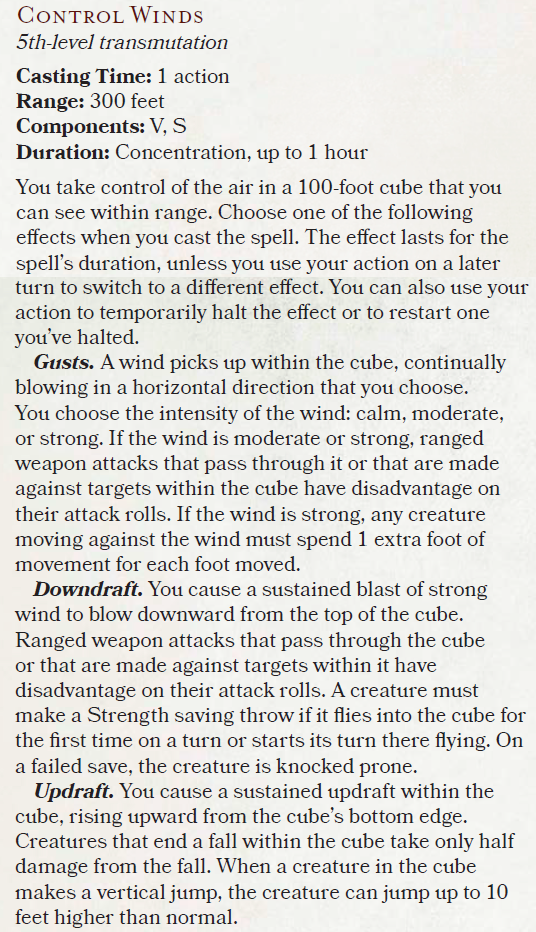 Control Winds
5th-level transmutation
Casting Time: 1 action
Range: 300 feet
Components: V, S
Duration: Concentration, up to 1 hour
You take control of the air in a 100-foot cube that you
can see within range. Choose one of the following
effects when you cast the spell. The effect lasts for the
spell's duration, unless you use your action on a later
turn to switch to a different effect. You can also use your
action to temporarily halt the effect or to restart one
you've halted.
Gusts. A wind picks up within the cube, continually
blowing in a horizontal direction that you choose.
You choose the intensity of the wind: calm, moderate,
or strong. If the wind is moderate or strong, ranged
weapon attacks that pass through it or that are made
against targets within the cube have disadvantage on
their attack rolls. If the wind is strong, any creature
moving against the wind must spend 1 extra foot of
movement for each foot moved.
Downdraft. You cause a sustained blast of strong
wind to blow downward from the top of the cube.
Ranged weapon attacks that pass through the cube
or that are made against targets within it have
disadvantage on their attack rolls. A creature must
make a Strength saving throw if it flies into the cube for
the first time on a turn or starts its turn there flying. On
a failed save, the creature is knocked prone.
Updraft. You cause a sustained updraft within the
cube, rising upward from the cube's bottom edge.
Creatures that end a fall within the cube take only half
damage from the fall. When a creature in the cube
makes a vertical jump, the creature can jump up to 10
feet higher than normal.